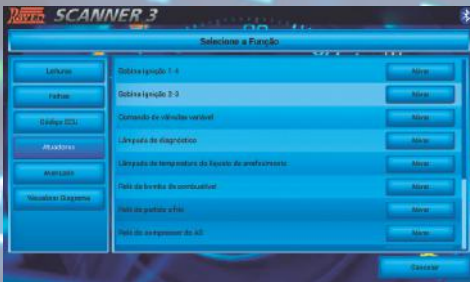 Raven SCANNER 3
Selecione a Função
Leituras
Falhas
Código ECU
Atuadores
Avançado
Visualizar Diagrama
Bobina ignição 1-4
Ativar
Bobina ignição 2-3
Ativar
Comando de válvulas variável
Ativar
Lâmpada de diagnóstico
Ativar
Lâmpada de temperatura do líquido de arrefecimento
Ativar
Relé da bomba de combustível
Ativar
Relé de partida a frio
Ativar
Relé do compressor do AC
Ativar
Cancelar